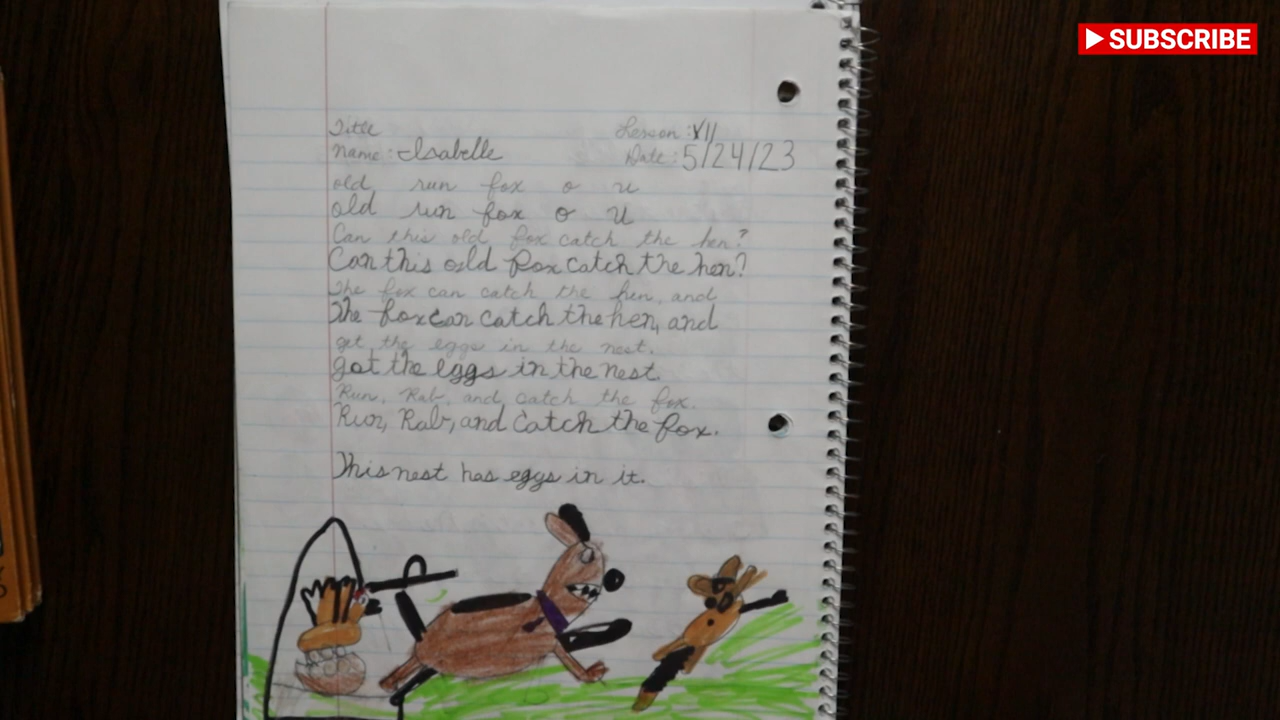 SUBSCRIBE
Title Lesson: VII
Name: Isabelle Date: 5/24/23
old run fox o u
old run fox o u
Can this old fox catch the hen?
Can this old fox catch the hen?
The fox can catch the hen, and
The fox can catch the hen, and
get the eggs in the nest.
get the eggs in the nest.
Run, Rab, and catch the fox.
Run, Rab, and catch the fox.
This nest has eggs in it.